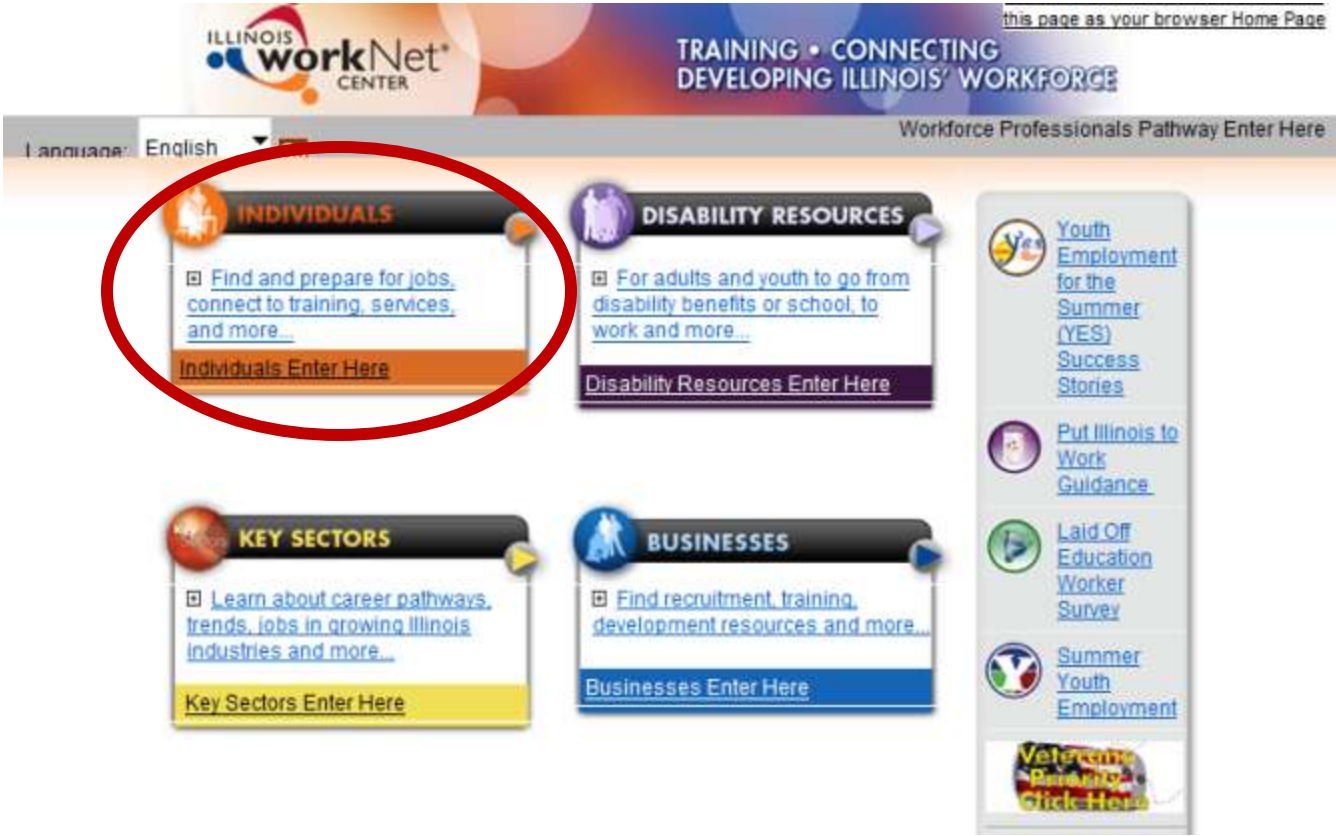 this page as your browser Home Page
ILLINOIS
workNet®
CENTER
TRAINING • CONNECTING
DEVELOPING ILLINOIS' WORKFORCE
Workforce Professionals Pathway Enter Here
Language: English
INDIVIDUALS
Find and prepare for jobs,
connect to training, services,
and more...
Individuals Enter Here
DISABILITY RESOURCES
For adults and youth to go from
disability benefits or school, to
work and more...
Disability Resources Enter Here
KEY SECTORS
Learn about career pathways,
trends, jobs in growing Illinois
industries and more...
Key Sectors Enter Here
BUSINESSES
Find recruitment, training,
development resources and more...
Businesses Enter Here
Yes
Youth
Employment
for the
Summer
(YES)
Success
Stories
Put Illinois to
Work
Guidance
Laid Off
Education
Worker
Survey
Summer
Youth
Employment
Veterans
Priority
Click Here